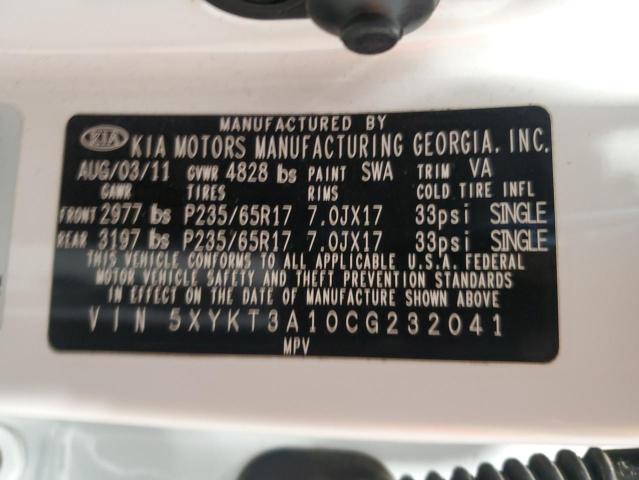 MANUFACTURED BY
KIA KIA MOTORS MANUFACTURING GEORGIA, INC.
AUG/03/11 GVWR 4828 lbs PAINT SWA TRIM VA
GAWR TIRES RIMS COLD TIRE INFL
FRONT 2977 lbs P235/65R17 7.0JX17 33psi SINGLE
REAR 3197 lbs P235/65R17 7.0JX17 33psi SINGLE
THIS VEHICLE CONFORMS TO ALL APPLICABLE U.S.A. FEDERAL
MOTOR VEHICLE SAFETY AND THEFT PREVENTION STANDARDS
IN EFFECT ON THE DATE OF MANUFACTURE SHOWN ABOVE
VIN 5XYKT3A10CG232041
MPV